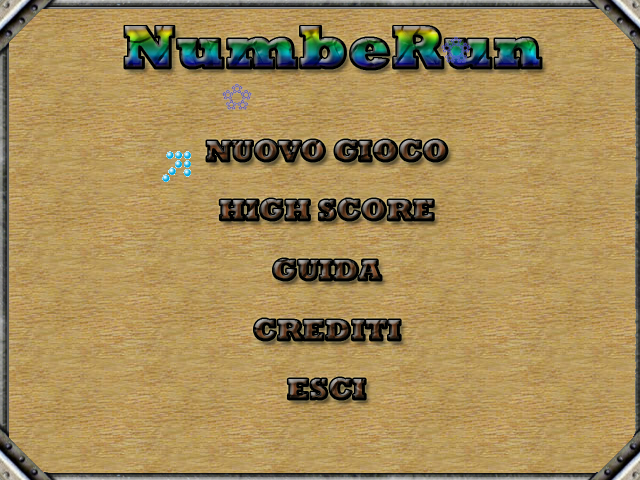 NumbeRun
NUOVO GIOCO
HIGH SCORE
GUIDA
CREDITI
ESCI